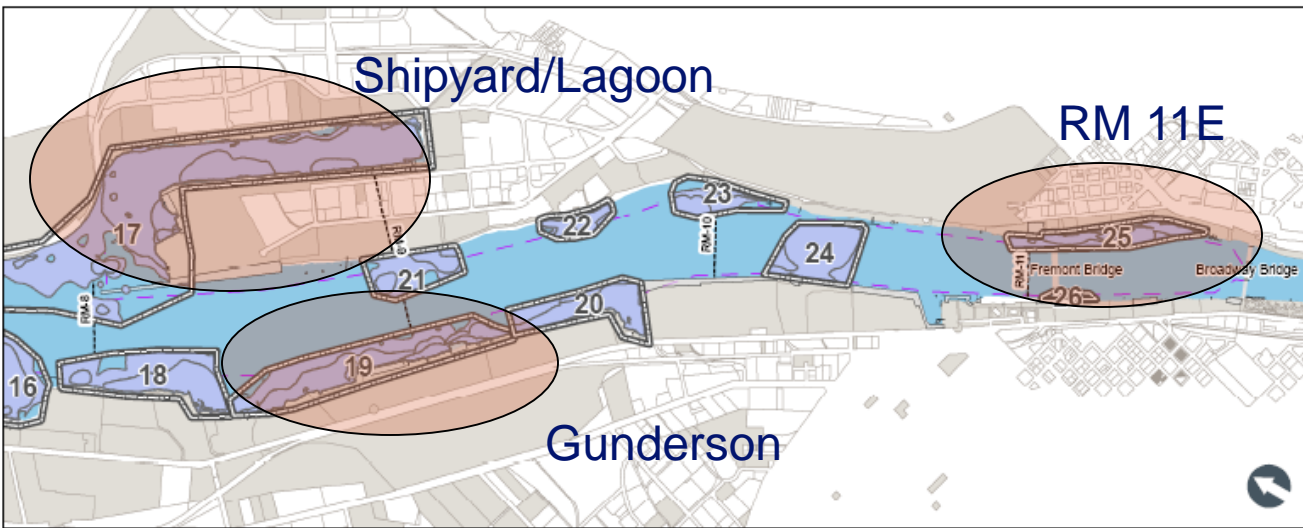 Shipyard/Lagoon
RM 11E
17
RM-8
RM-9
21
22
23
RM-10
24
25
RM-11
Fremont Bridge
Broadway Bridge
26
16
18
19
20
Gunderson